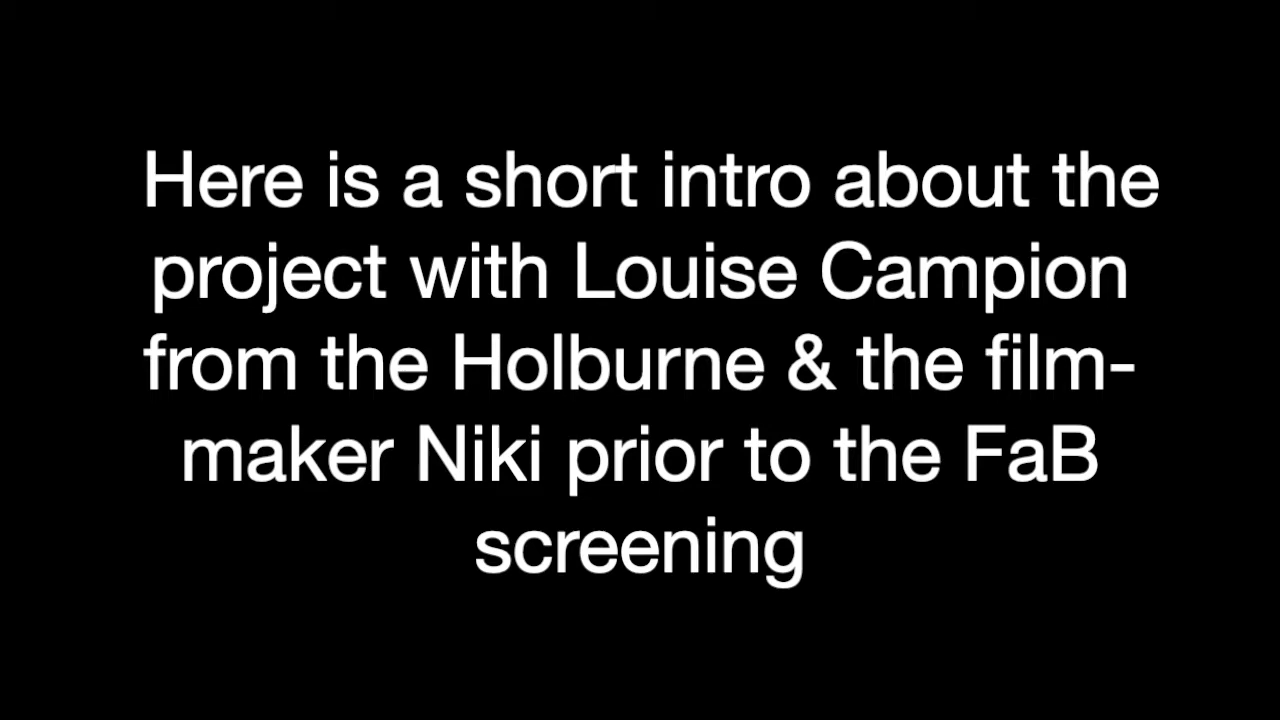 Here is a short intro about the
project with Louise Campion
from the Holburne & the film-
maker Niki prior to the FaB
screening